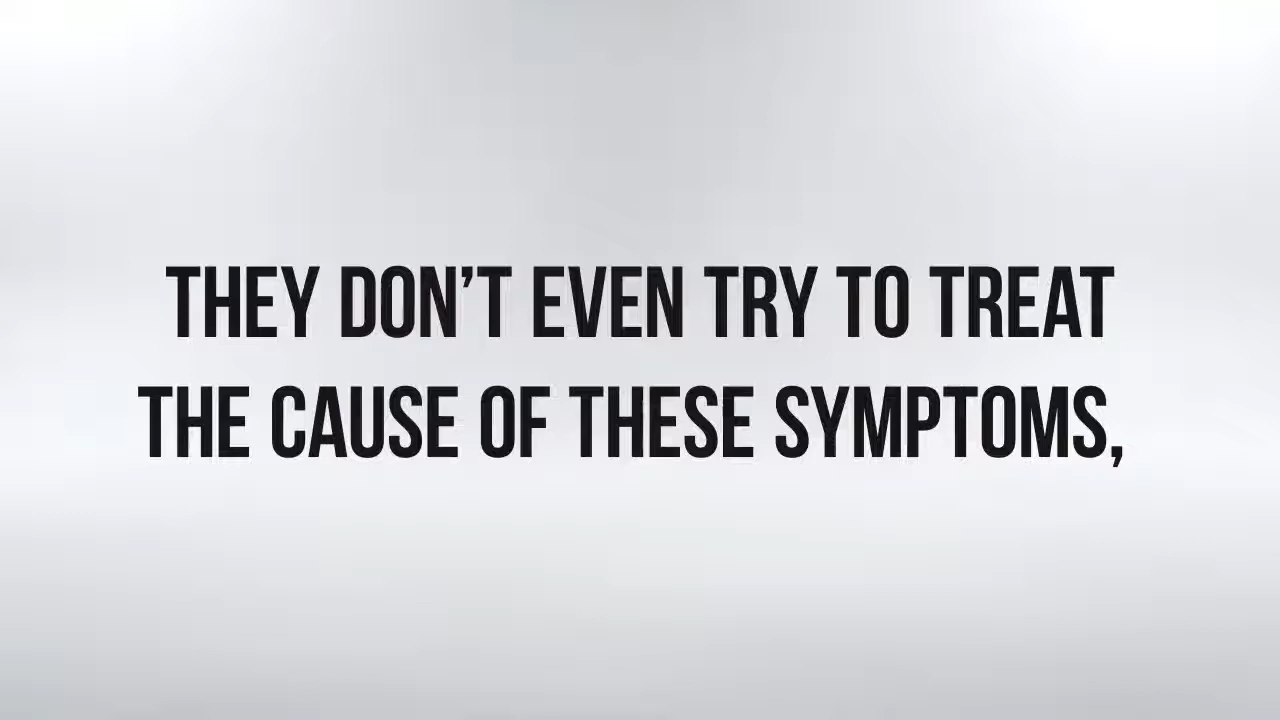 THEY DON’T EVEN TRY TO TREAT
THE CAUSE OF THESE SYMPTOMS,